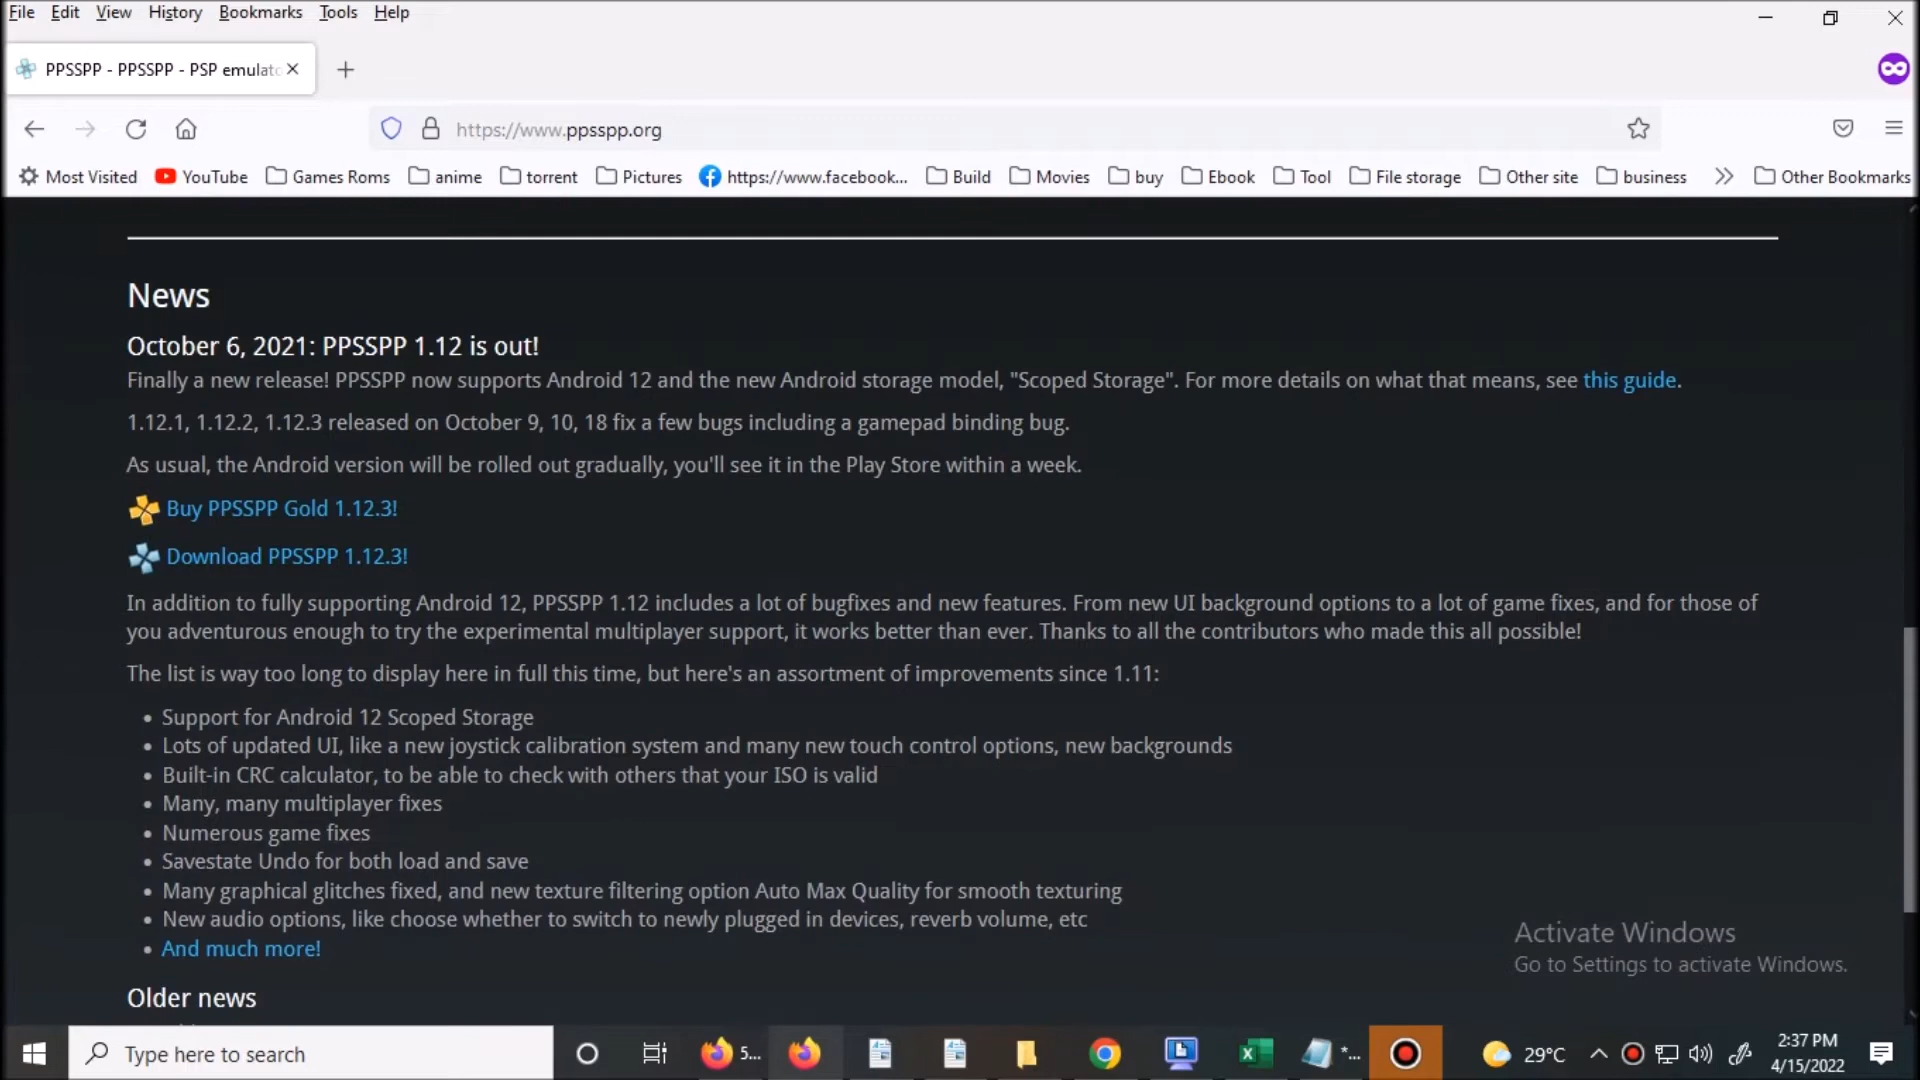 File Edit View History Bookmarks Tools Help
PPSSPP - PPSSPP - PSP emulato
https://www.ppsspp.org
Most Visited YouTube Games Roms anime torrent Pictures https://www.facebook... Build Movies buy Ebook Tool File storage Other site business Other Bookmarks
News
October 6, 2021: PPSSPP 1.12 is out!
Finally a new release! PPSSPP now supports Android 12 and the new Android storage model, "Scoped Storage". For more details on what that means, see this guide.
1.12.1, 1.12.2, 1.12.3 released on October 9, 10, 18 fix a few bugs including a gamepad binding bug.
As usual, the Android version will be rolled out gradually, you'll see it in the Play Store within a week.
Buy PPSSPP Gold 1.12.3!
Download PPSSPP 1.12.3!
In addition to fully supporting Android 12, PPSSPP 1.12 includes a lot of bugfixes and new features. From new UI background options to a lot of game fixes, and for those of
you adventurous enough to try the experimental multiplayer support, it works better than ever. Thanks to all the contributors who made this all possible!
The list is way too long to display here in full this time, but here's an assortment of improvements since 1.11:
• Support for Android 12 Scoped Storage
• Lots of updated UI, like a new joystick calibration system and many new touch control options, new backgrounds
• Built-in CRC calculator, to be able to check with others that your ISO is valid
• Many, many multiplayer fixes
• Numerous game fixes
• Savestate Undo for both load and save
• Many graphical glitches fixed, and new texture filtering option Auto Max Quality for smooth texturing
• New audio options, like choose whether to switch to newly plugged in devices, reverb volume, etc
• And much more!
Activate Windows
Go to Settings to activate Windows.
Older news
Type here to search 5... *... 29°C 2:37 PM
4/15/2022